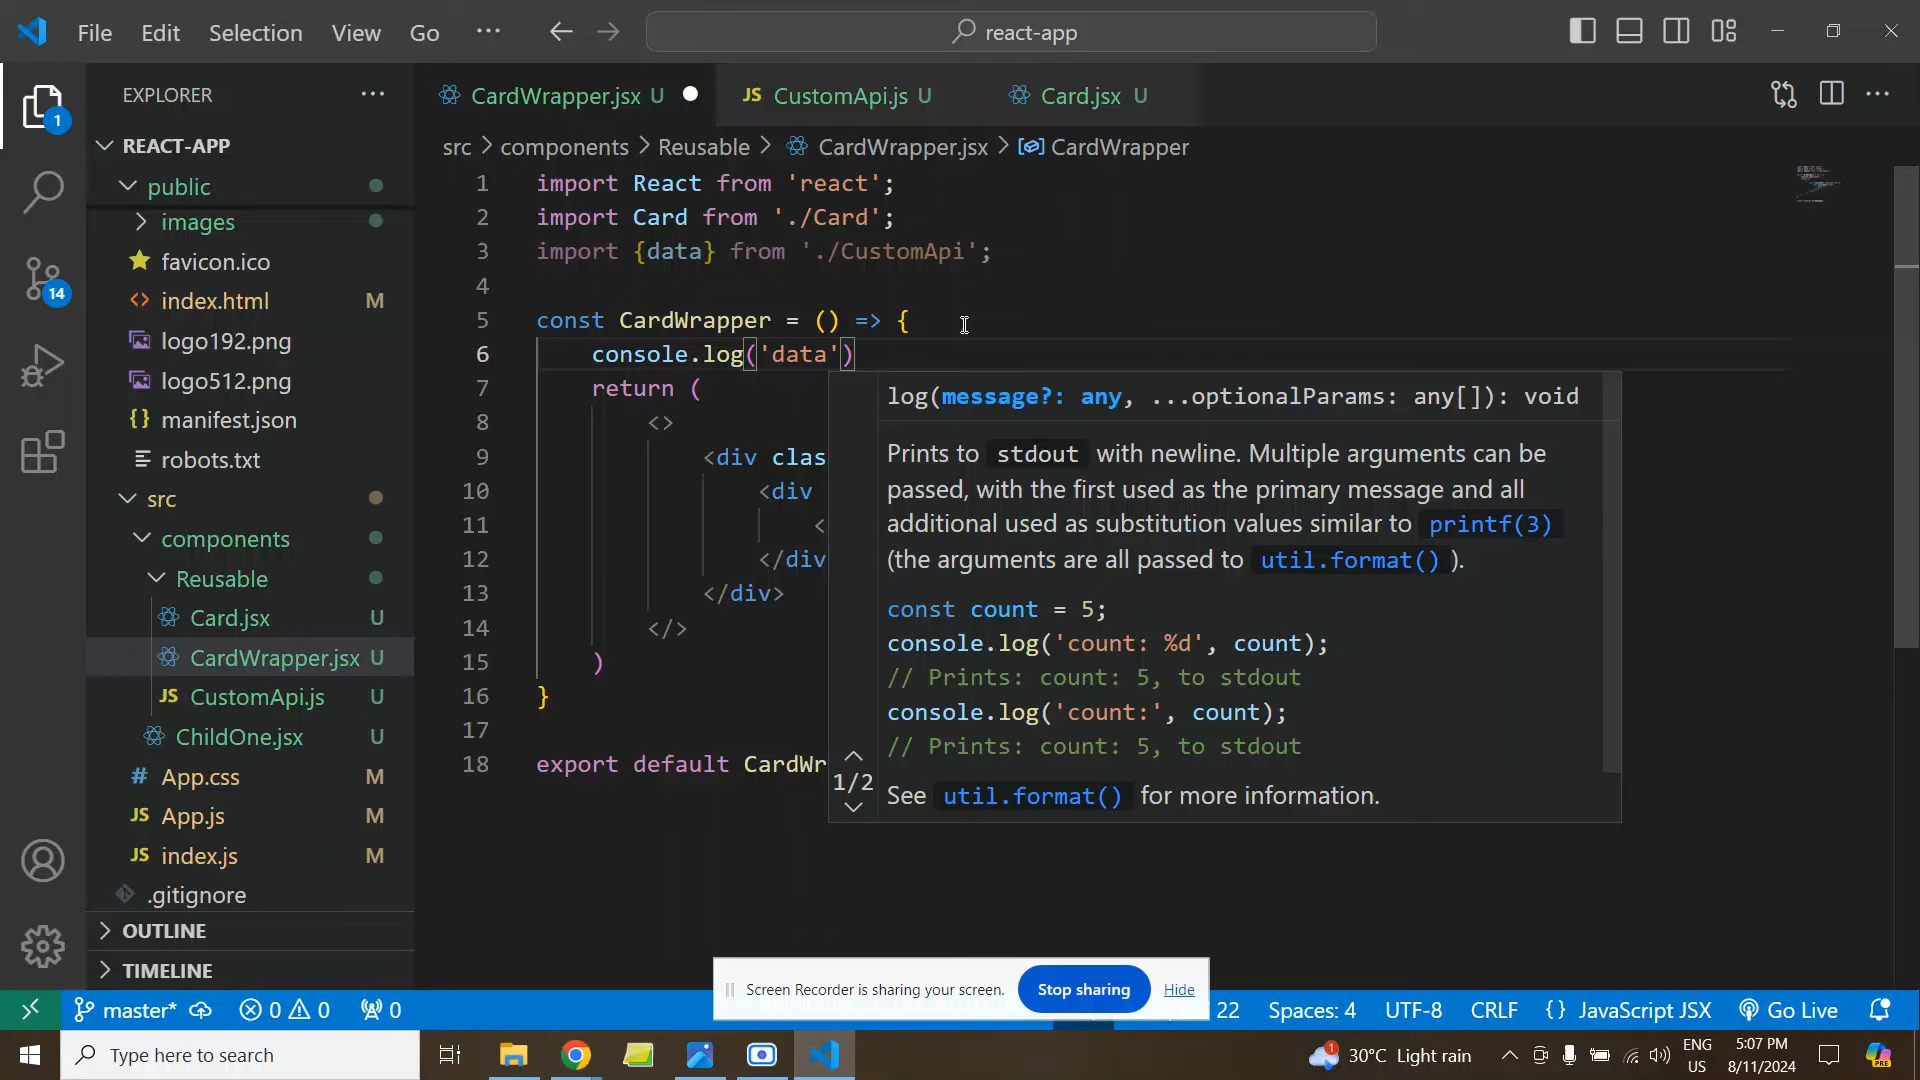 File Edit Selection View Go ··· react-app
EXPLORER ···
REACT-APP
public
images
favicon.ico
index.html M
logo192.png
logo512.png
manifest.json
robots.txt
src
components
Reusable
Card.jsx U
CardWrapper.jsx U
CustomApi.js U
ChildOne.jsx U
App.css M
App.js M
index.js M
.gitignore
OUTLINE
TIMELINE
1
14
CardWrapper.jsx U JS CustomApi.js U Card.jsx U
src > components > Reusable > CardWrapper.jsx > CardWrapper
1 import React from 'react';
2 import Card from './Card';
3 import {data} from './CustomApi';
4
5 const CardWrapper = () => {
6 console.log('data')
7 return (
8 <>
9 <div clas
10 <div
11 <
12 </div
13 </div>
14 </>
15 )
16 }
17
18 export default CardWr
log(message?: any, ...optionalParams: any[]): void
Prints to stdout with newline. Multiple arguments can be
passed, with the first used as the primary message and all
additional used as substitution values similar to printf(3)
(the arguments are all passed to util.format() ).
const count = 5;
console.log('count: %d', count);
// Prints: count: 5, to stdout
console.log('count:', count);
// Prints: count: 5, to stdout
1/2
See util.format() for more information.
Screen Recorder is sharing your screen. Stop sharing Hide
master* 0 0 0 22 Spaces: 4 UTF-8 CRLF {} JavaScript JSX Go Live
Type here to search
1 30°C Light rain ENG 5:07 PM
US 8/11/2024
PRE